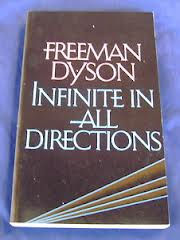 FREEMAN
DYSON
INFINITE IN
ALL
DIRECTIONS